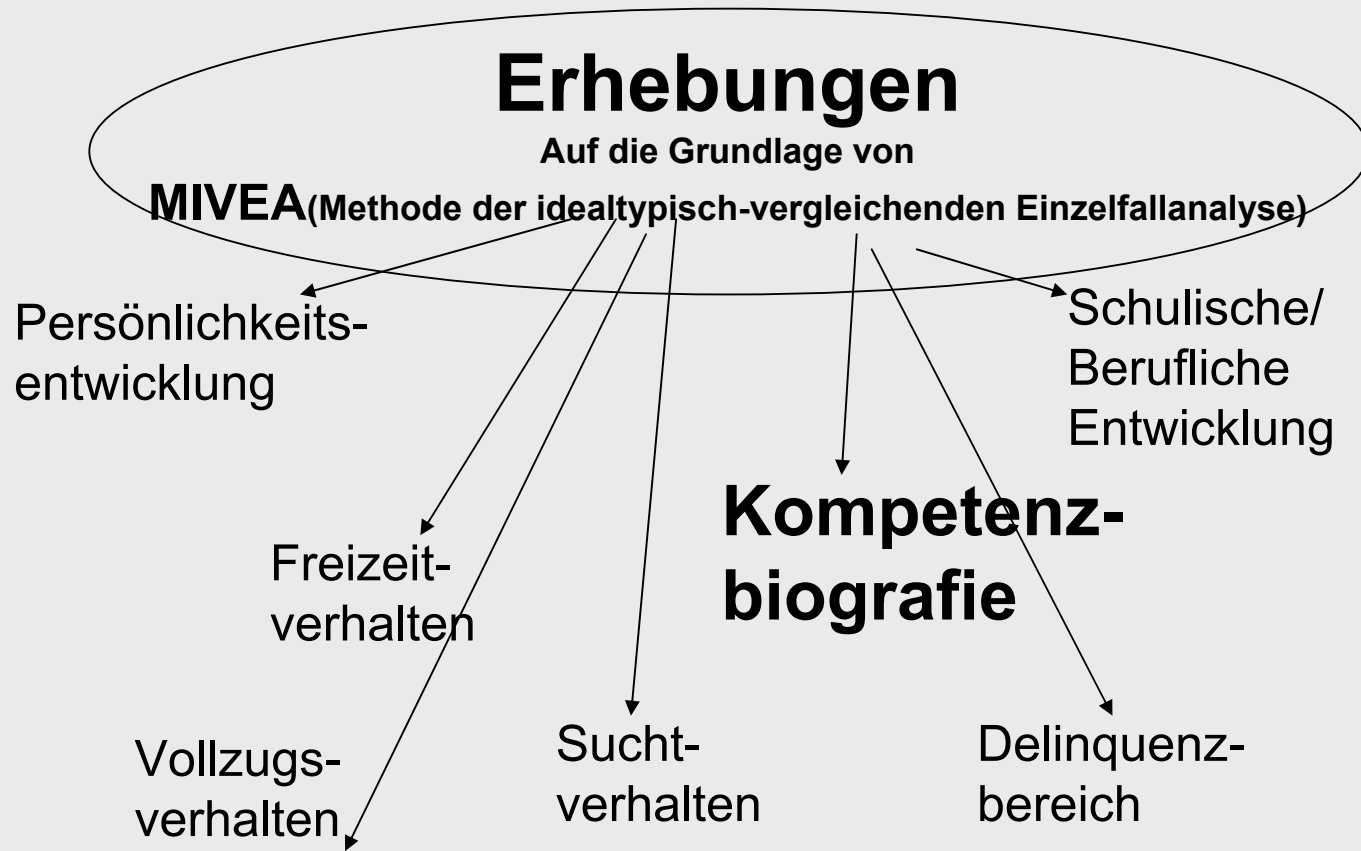 Erhebungen
Auf die Grundlage von
MIVEA(Methode der idealtypisch-vergleichenden Einzelfallanalyse)
Persönlichkeits-
entwicklung
Schulische/
Berufliche
Entwicklung
Kompetenz-
biografie
Freizeit-
verhalten
Vollzugs-
verhalten
Sucht-
verhalten
Delinquenz-
bereich